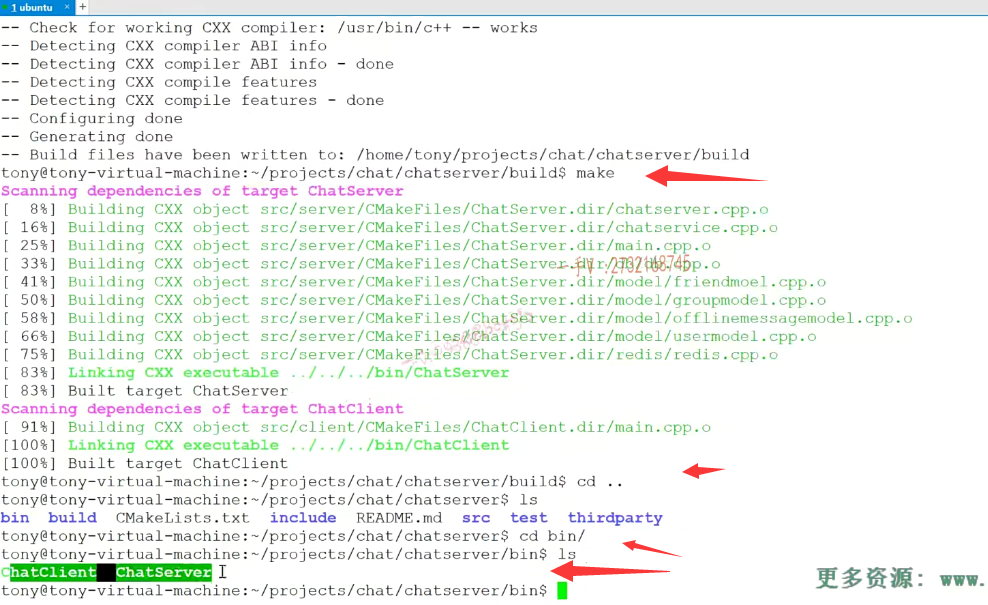 1 ubuntu × +
-- Check for working CXX compiler: /usr/bin/c++ -- works
-- Detecting CXX compiler ABI info
-- Detecting CXX compiler ABI info - done
-- Detecting CXX compile features
-- Detecting CXX compile features - done
-- Configuring done
-- Generating done
-- Build files have been written to: /home/tony/projects/chat/chatserver/build
tony@tony-virtual-machine:~/projects/chat/chatserver/build$ make
Scanning dependencies of target ChatServer
[  8%] Building CXX object src/server/CMakeFiles/ChatServer.dir/chatserver.cpp.o
[ 16%] Building CXX object src/server/CMakeFiles/ChatServer.dir/chatservice.cpp.o
[ 25%] Building CXX object src/server/CMakeFiles/ChatServer.dir/main.cpp.o
[ 33%] Building CXX object src/server/CMakeFiles/ChatServer.dir/db/db.cpp.o
:2702168745
[ 41%] Building CXX object src/server/CMakeFiles/ChatServer.dir/model/friendmoel.cpp.o
[ 50%] Building CXX object src/server/CMakeFiles/ChatServer.dir/model/groupmodel.cpp.o
[ 58%] Building CXX object src/server/CMakeFiles/ChatServer.dir/model/offlinemessagemodel.cpp.o
[ 66%] Building CXX object src/server/CMakeFiles/ChatServer.dir/model/usermodel.cpp.o
[ 75%] Building CXX object src/server/CMakeFiles/ChatServer.dir/redis/redis.cpp.o
[ 83%] Linking CXX executable ../../../bin/ChatServer
[ 83%] Built target ChatServer
Scanning dependencies of target ChatClient
[ 91%] Building CXX object src/client/CMakeFiles/ChatClient.dir/main.cpp.o
[100%] Linking CXX executable ../../../bin/ChatClient
[100%] Built target ChatClient
tony@tony-virtual-machine:~/projects/chat/chatserver/build$ cd ..
tony@tony-virtual-machine:~/projects/chat/chatserver$ ls
bin  build  CMakeLists.txt  include  README.md  src  test  thirdparty
tony@tony-virtual-machine:~/projects/chat/chatserver$ cd bin/
tony@tony-virtual-machine:~/projects/chat/chatserver/bin$ ls
ChatClient  ChatServer
tony@tony-virtual-machine:~/projects/chat/chatserver/bin$
更多资源: www.